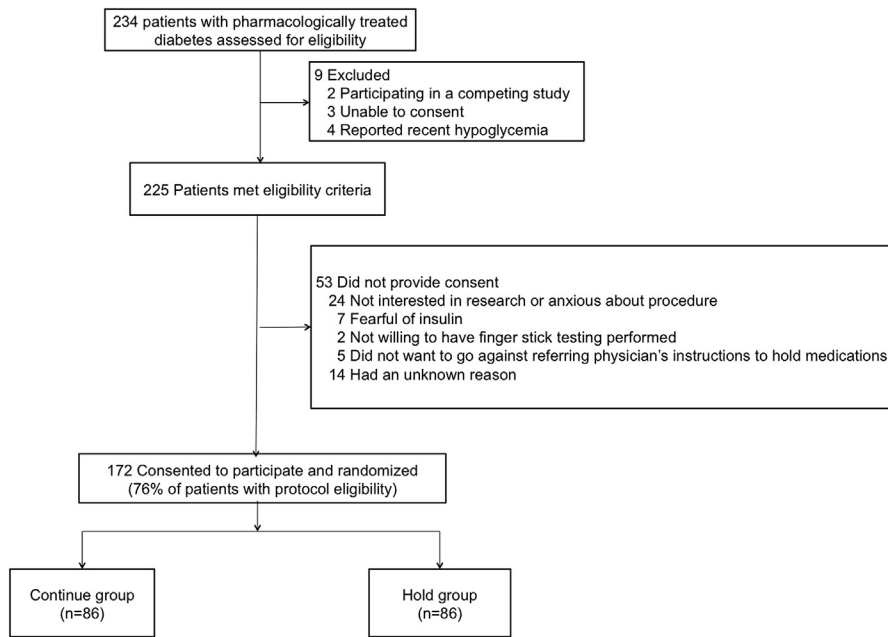 234 patients with pharmacologically treated
diabetes assessed for eligibility
9 Excluded
2 Participating in a competing study
3 Unable to consent
4 Reported recent hypoglycemia
225 Patients met eligibility criteria
53 Did not provide consent
24 Not interested in research or anxious about procedure
7 Fearful of insulin
2 Not willing to have finger stick testing performed
5 Did not want to go against referring physician's instructions to hold medications
14 Had an unknown reason
172 Consented to participate and randomized
(76% of patients with protocol eligibility)
Continue group
(n=86)
Hold group
(n=86)